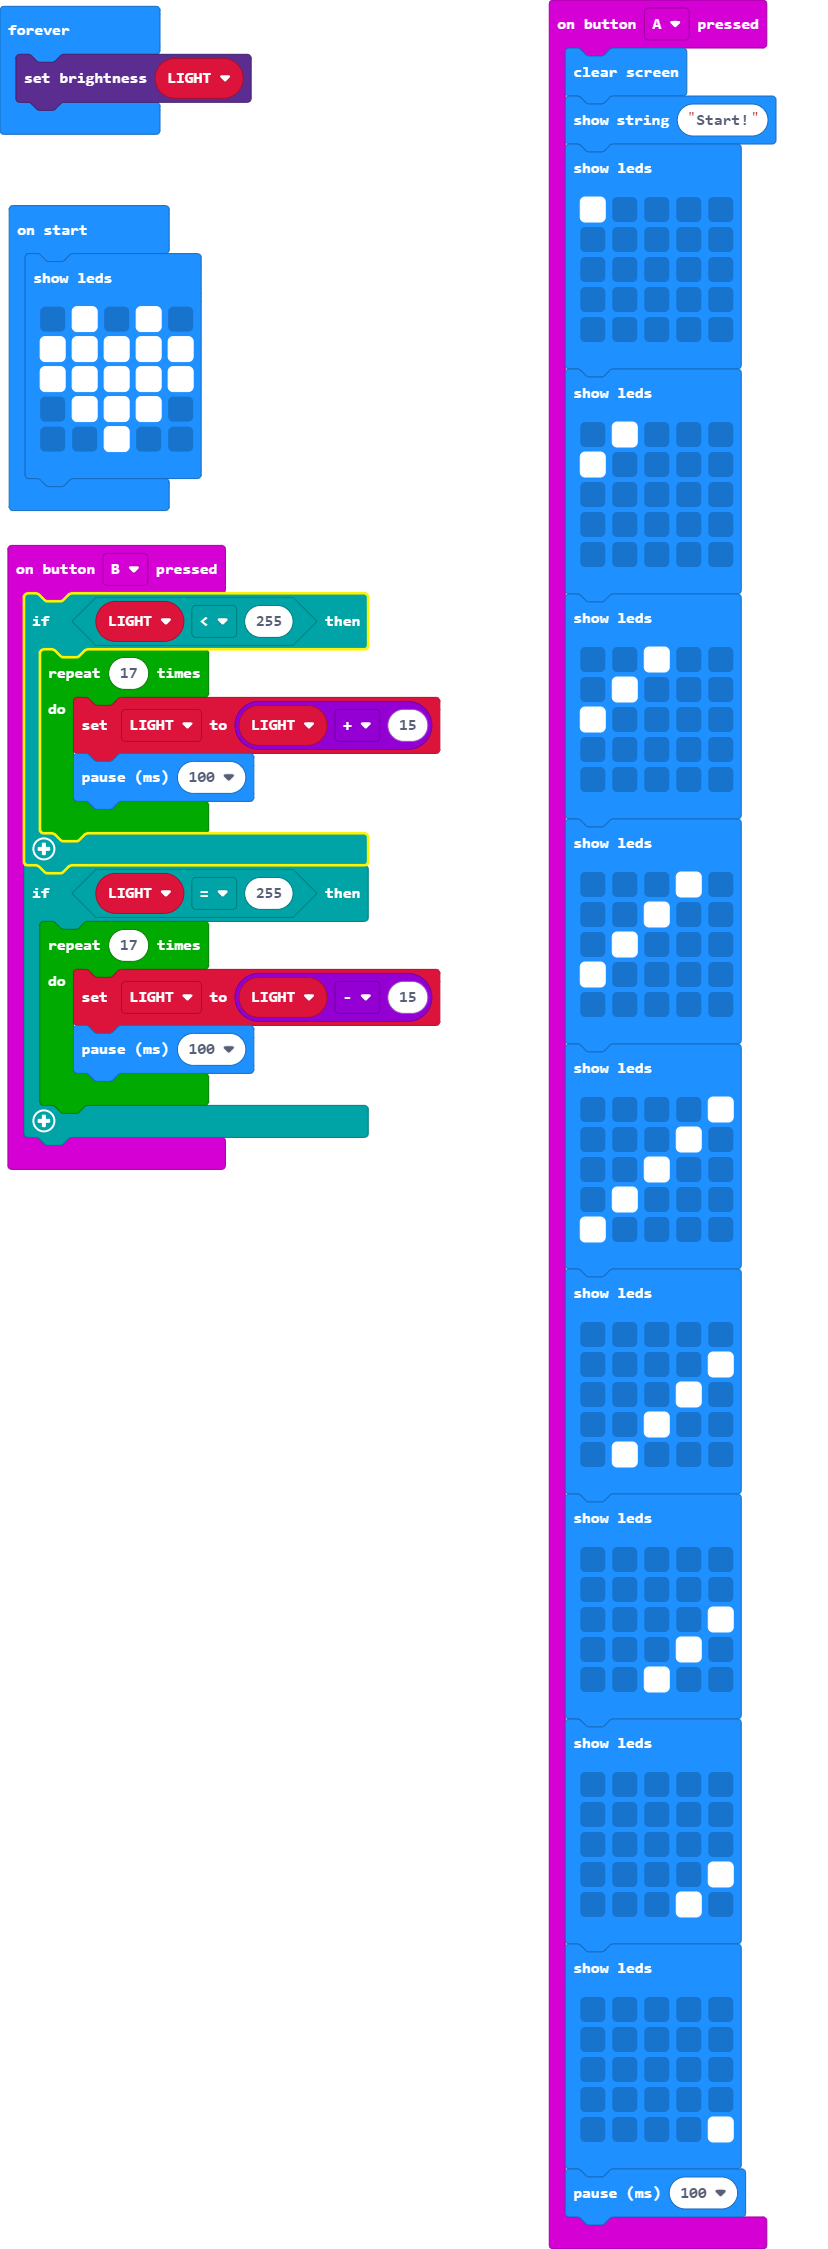 forever
set brightness LIGHT
on start
show leds
on button B pressed
if LIGHT < 255 then
repeat 17 times
do
set LIGHT to LIGHT + 15
pause (ms) 100
if LIGHT = 255 then
repeat 17 times
do
set LIGHT to LIGHT - 15
pause (ms) 100
on button A pressed
clear screen
show string "Start!"
show leds
show leds
show leds
show leds
show leds
show leds
show leds
show leds
show leds
pause (ms) 100